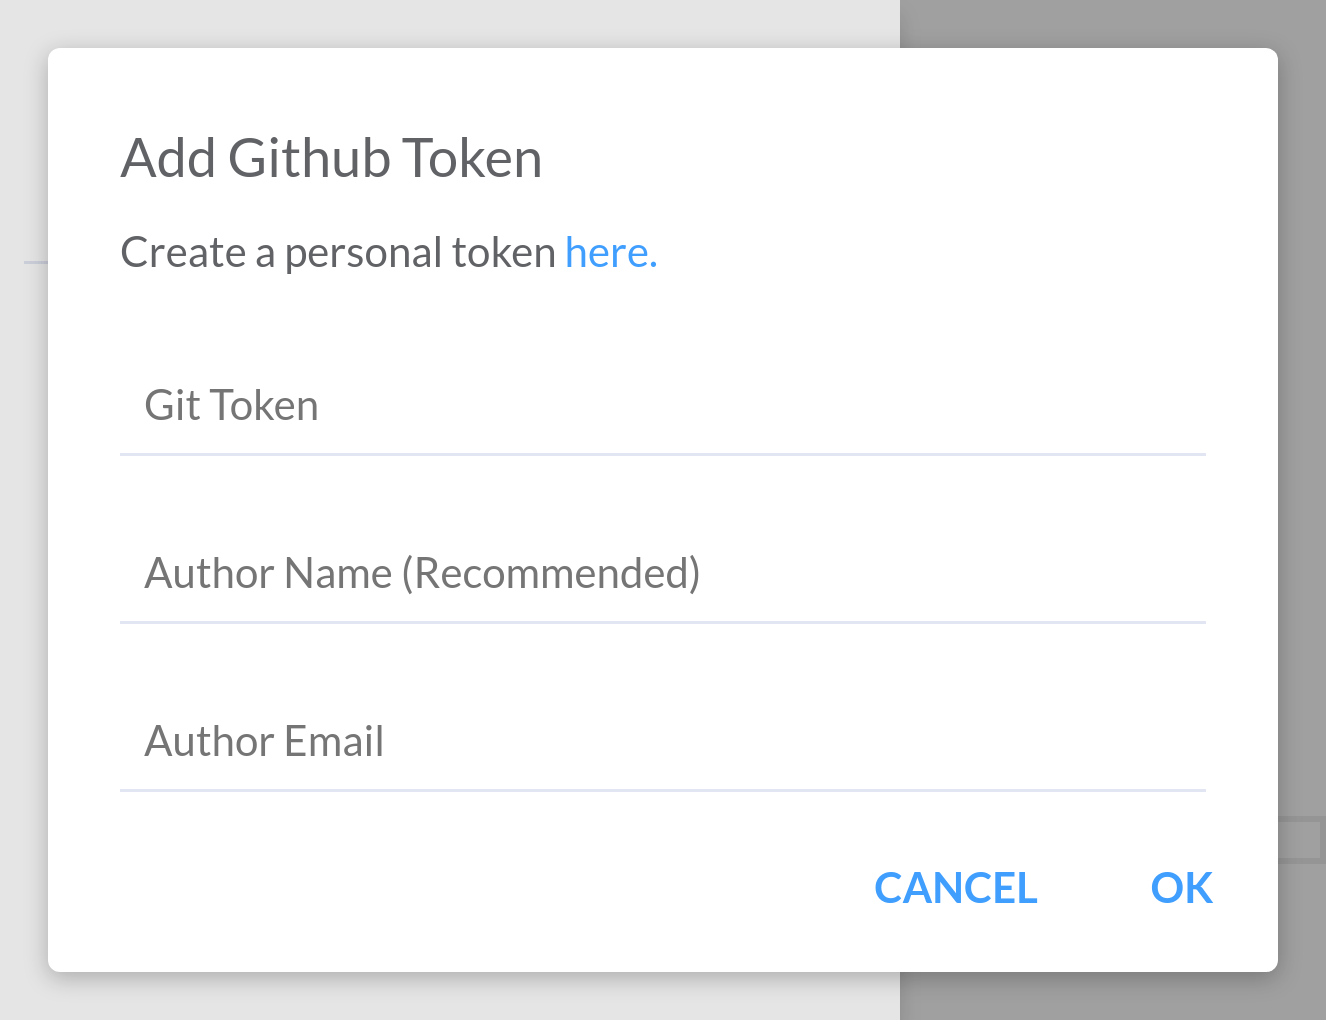 Add Github Token
Create a personal token here.
Git Token
Author Name (Recommended)
Author Email
CANCEL OK